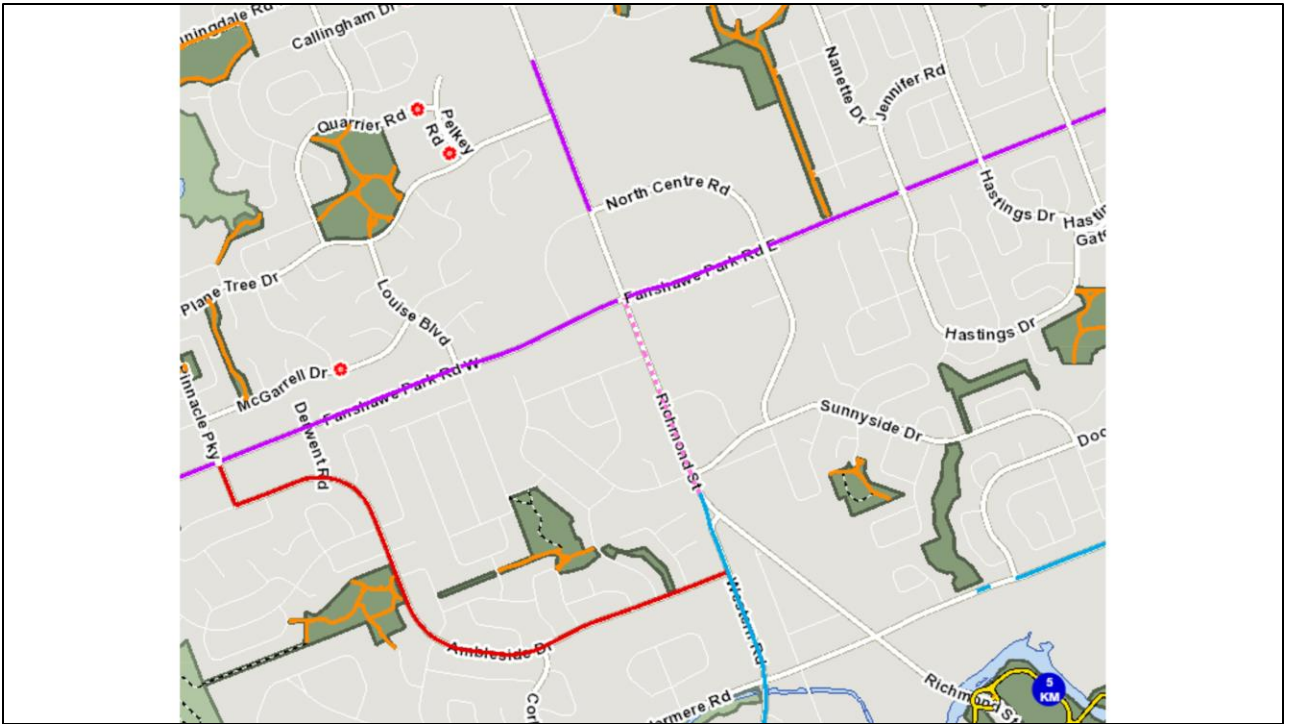 Callingham Dr
Nanette Dr
Jennifer Rd
Quarrier Rd
Pelkey
Rd
North Centre Rd
Hastings Dr
Fanshawe Park Rd E
Plane Tree Dr
Louise Blvd
Hastings Dr
McGarrell Dr
Fanshawe Park Rd W
Richmond St
Sunnyside Dr
Derwent Rd
Western Rd
Ambleside Dr
Richmond St
5
KM